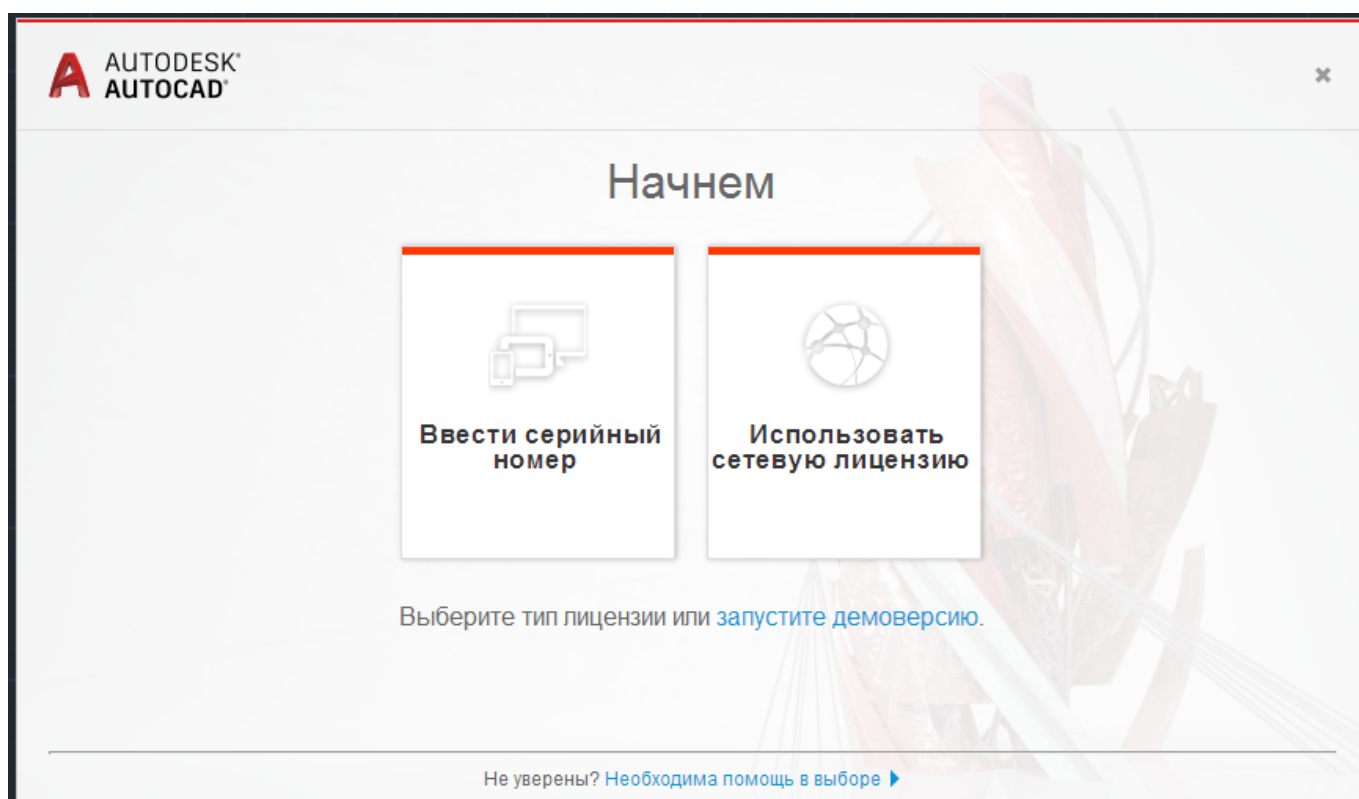 AUTODESK®
AUTOCAD®
Начнем
Ввести серийный
номер
Использовать
сетевую лицензию
Выберите тип лицензии или запустите демоверсию.
Не уверены? Необходима помощь в выборе